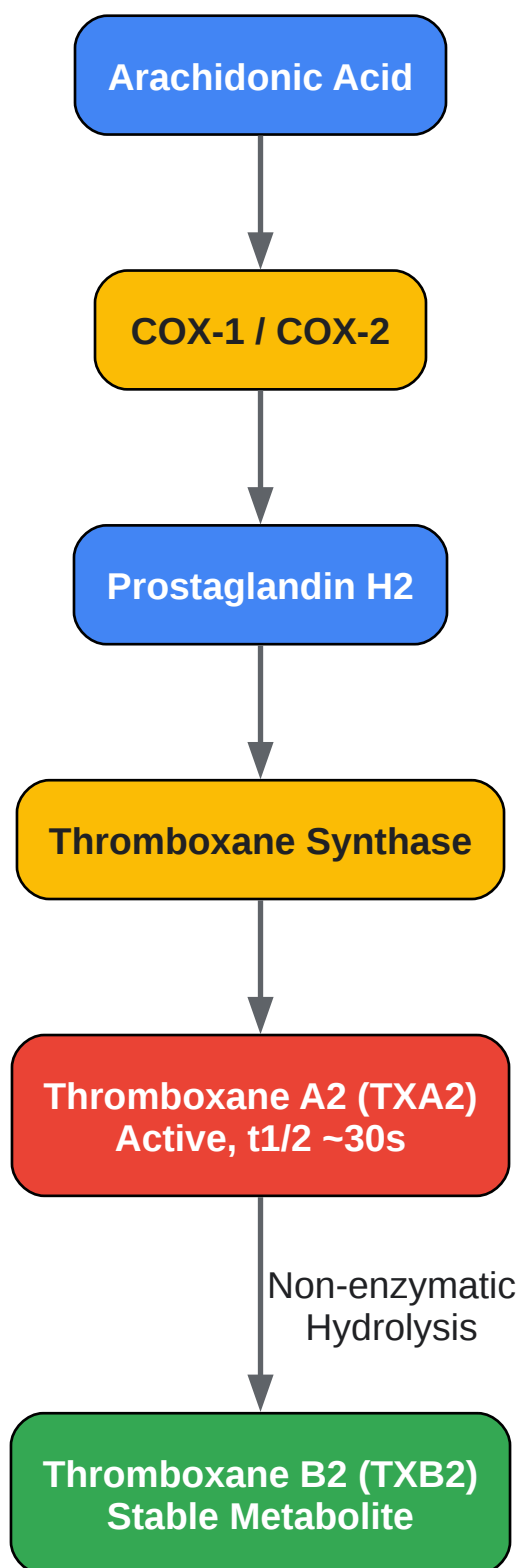 Arachidonic Acid
COX-1 / COX-2
Prostaglandin H2
Thromboxane Synthase
Thromboxane A2 (TXA2)
Active, t1/2 ~30s
Non-enzymatic
Hydrolysis
Thromboxane B2 (TXB2)
Stable Metabolite